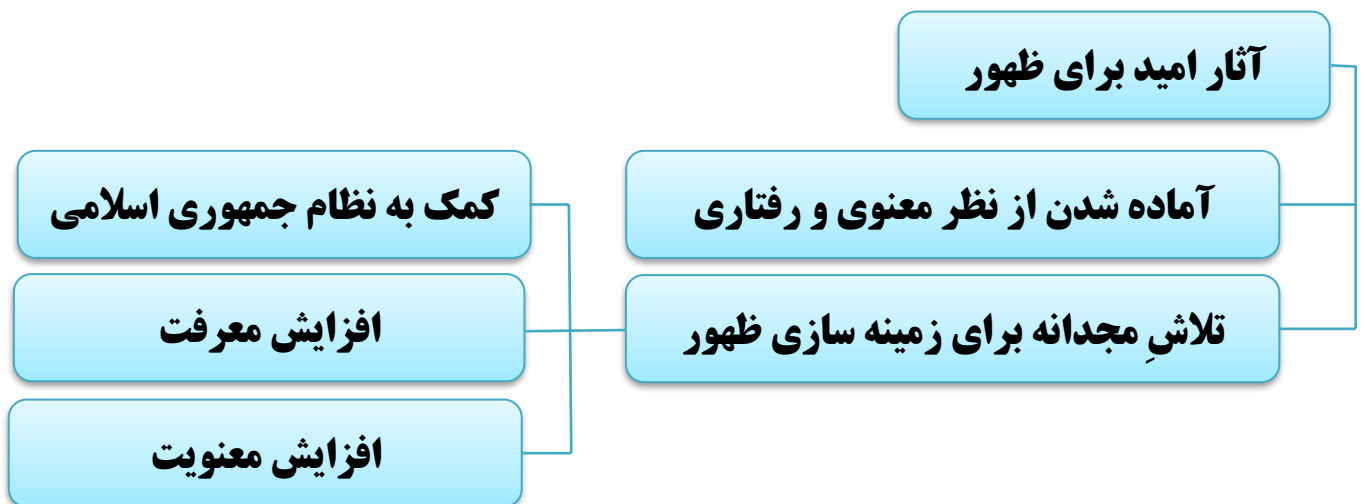 آثار امید برای ظهور
آماده شدن از نظر معنوی و رفتاری
تلاشِ مجدانه برای زمینه سازی ظهور
کمک به نظام جمهوری اسلامی
افزایش معرفت
افزایش معنویت